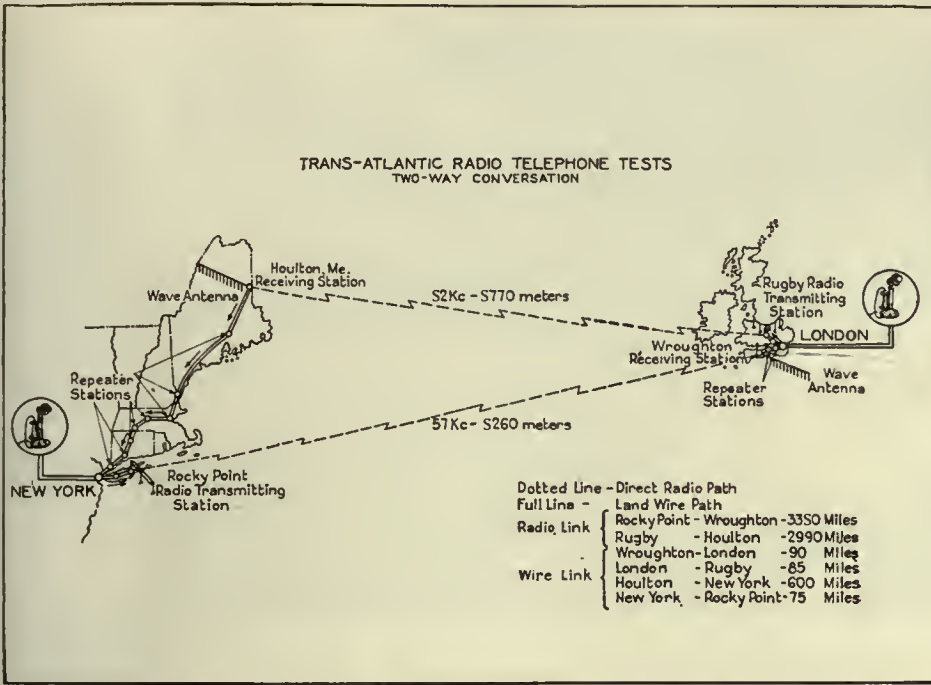 TRANS-ATLANTIC RADIO TELEPHONE TESTS
TWO-WAY CONVERSATION
Houlton, Me.
Receiving Station
Wave Antenna
52Kc - 5770 meters
Rugby Radio
Transmitting
Station
LONDON
Wroughton
Receiving Station
Repeater
Stations
Wave
Antenna
Repeater
Stations
57Kc - 5260 meters
NEW YORK
Rocky Point
Radio Transmitting
Station
Dotted Line - Direct Radio Path
Full Line - Land Wire Path
Radio Link
Rocky Point - Wroughton - 3350 Miles
Rugby - Houlton - 2990 Miles
Wire Link
Wroughton - London - 90 Miles
London - Rugby - 85 Miles
Houlton - New York - 600 Miles
New York - Rocky Point - 75 Miles